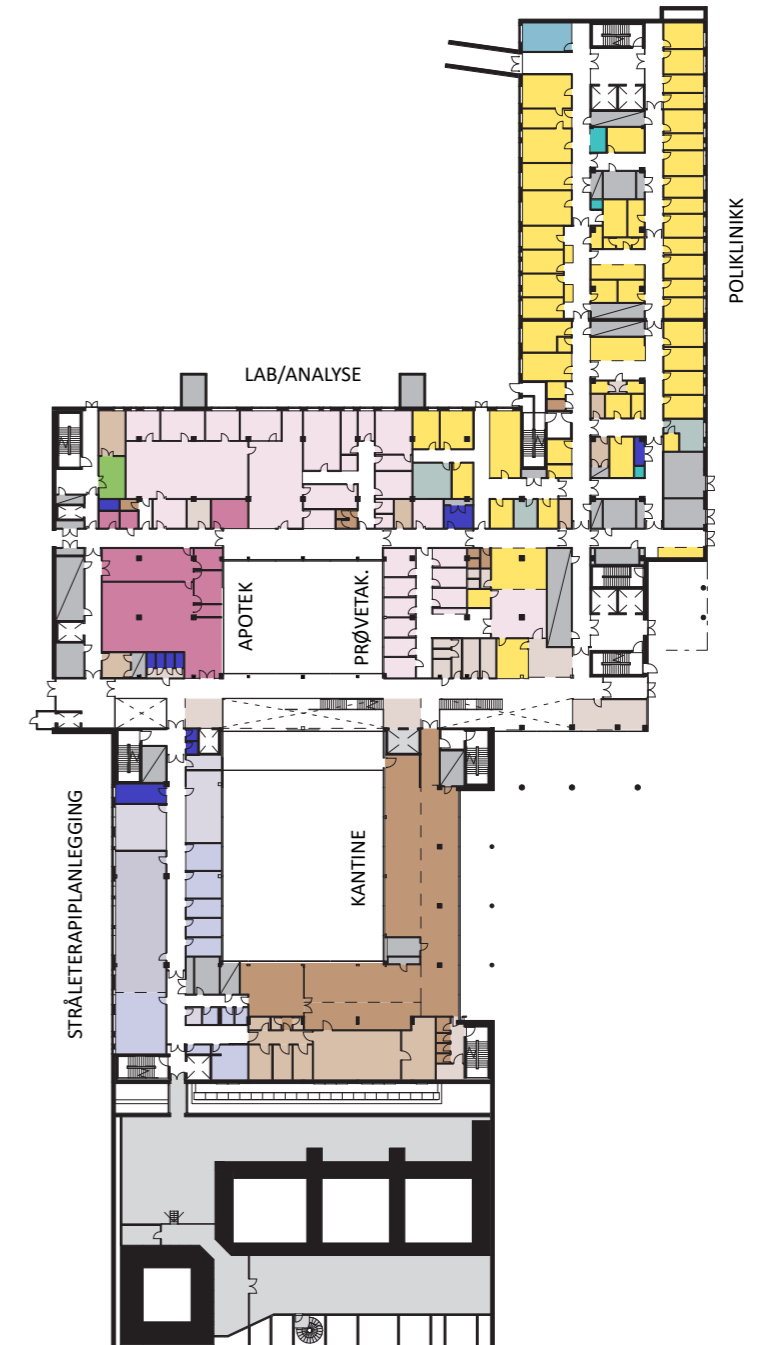 POLIKLINIKK
LAB/ANALYSE
APOTEK
PRØVETAK.
STRÅLETERAPIPLANLEGGING
KANTINE